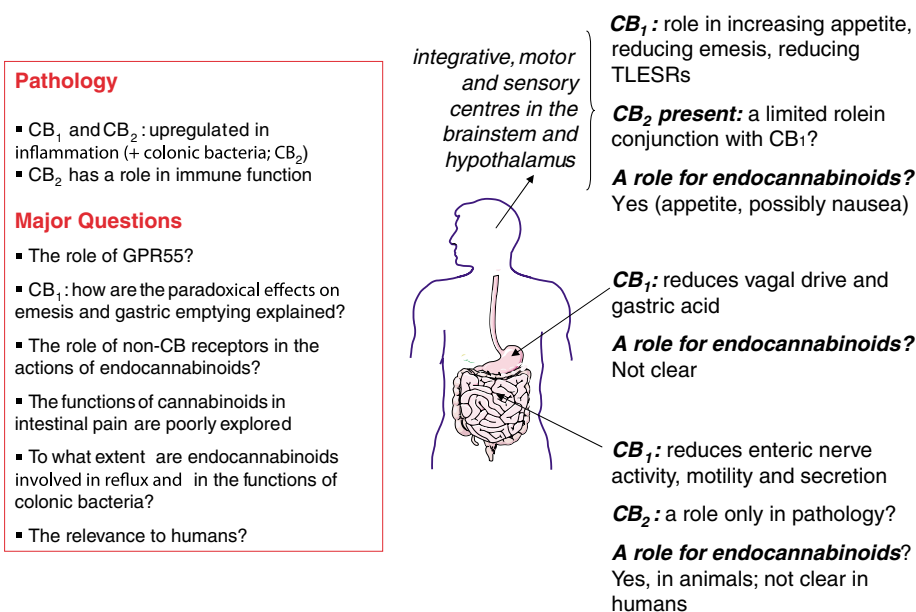 Pathology
▪ CB₁ and CB₂ : upregulated in
inflammation (+ colonic bacteria; CB₂)
▪ CB₂ has a role in immune function
Major Questions
▪ The role of GPR55?
▪ CB₁ : how are the paradoxical effects on
emesis and gastric emptying explained?
▪ The role of non-CB receptors in the
actions of endocannabinoids?
▪ The functions of cannabinoids in
intestinal pain are poorly explored
▪ To what extent are endocannabinoids
involved in reflux and in the functions of
colonic bacteria?
▪ The relevance to humans?
integrative, motor
and sensory
centres in the
brainstem and
hypothalamus
CB₁ : role in increasing appetite,
reducing emesis, reducing
TLESRs
CB₂ present: a limited rolein
conjunction with CB1?
A role for endocannabinoids?
Yes (appetite, possibly nausea)
CB₁: reduces vagal drive and
gastric acid
A role for endocannabinoids?
Not clear
CB₁: reduces enteric nerve
activity, motility and secretion
CB₂ : a role only in pathology?
A role for endocannabinoids?
Yes, in animals; not clear in
humans